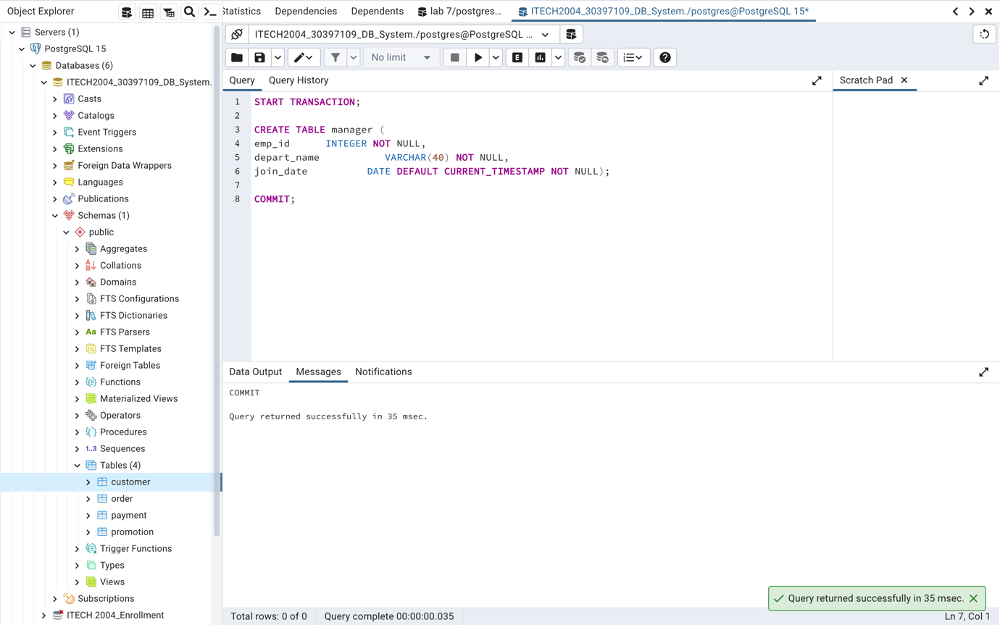 Object Explorer
Statistics
Dependencies
Dependents
lab 7/postgres...
ITECH2004_30397109_DB_System./postgres@PostgreSQL 15*
Servers (1)
PostgreSQL 15
Databases (6)
ITECH2004_30397109_DB_System.
Casts
Catalogs
Event Triggers
Extensions
Foreign Data Wrappers
Languages
Publications
Schemas (1)
public
Aggregates
Collations
Domains
FTS Configurations
FTS Dictionaries
Aa FTS Parsers
FTS Templates
Foreign Tables
Functions
Materialized Views
Operators
Procedures
1..3 Sequences
Tables (4)
customer
order
payment
promotion
Trigger Functions
Types
Views
Subscriptions
ITECH 2004_Enrollment
ITECH2004_30397109_DB_System./postgres@PostgreSQL ...
No limit
E
Query
Query History
Scratch Pad
1 START TRANSACTION;
2
3 CREATE TABLE manager (
4 emp_id INTEGER NOT NULL,
5 depart_name VARCHAR(40) NOT NULL,
6 join_date DATE DEFAULT CURRENT_TIMESTAMP NOT NULL);
7
8 COMMIT;
Data Output
Messages
Notifications
COMMIT
Query returned successfully in 35 msec.
Query returned successfully in 35 msec.
Total rows: 0 of 0
Query complete 00:00:00.035
Ln 7, Col 1